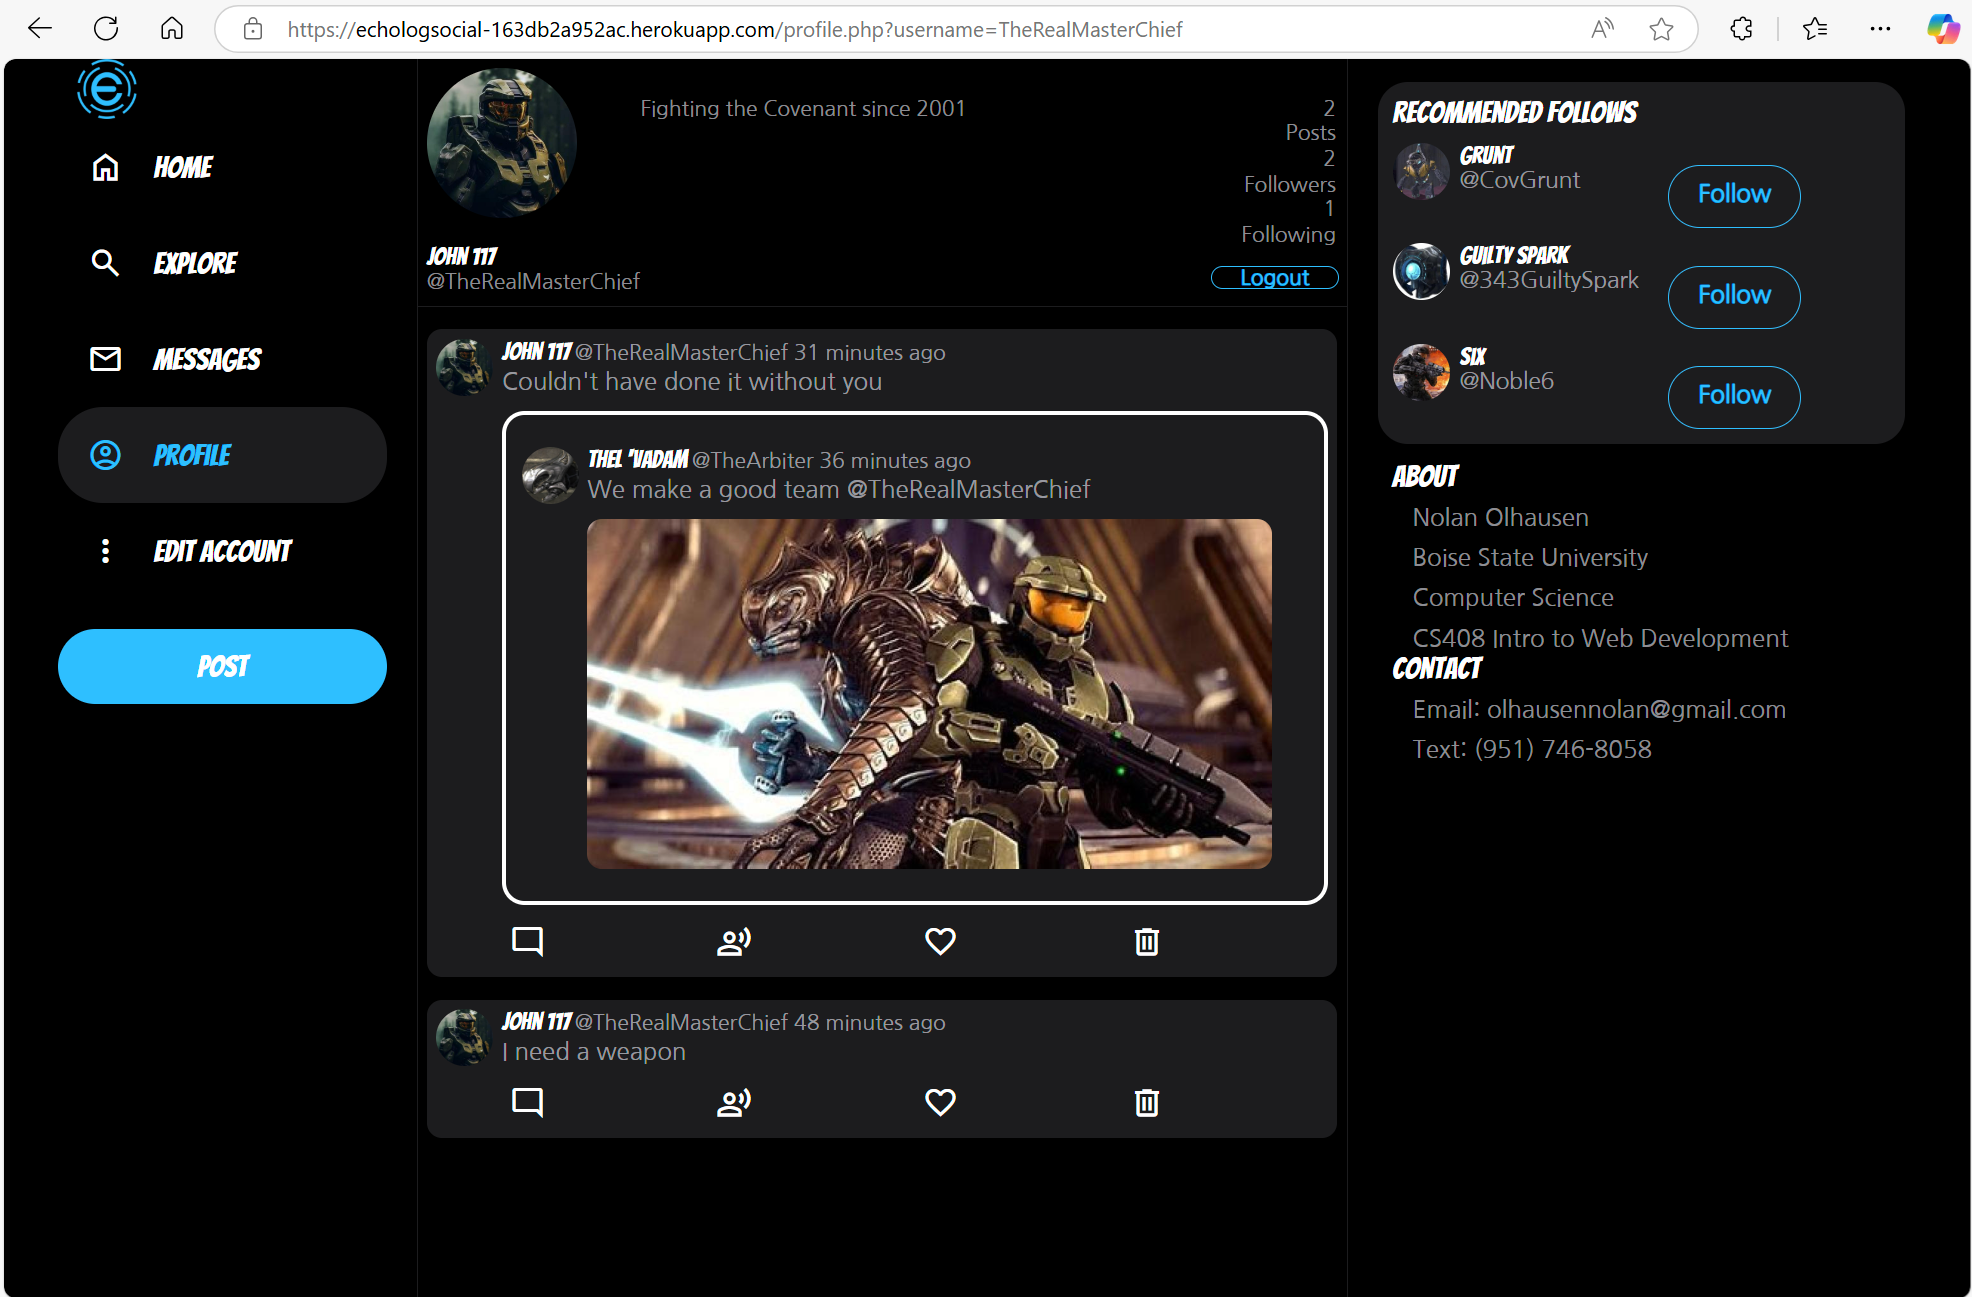 https://echologsocial-163db2a952ac.herokuapp.com/profile.php?username=TheRealMasterChief
HOME
EXPLORE
MESSAGES
PROFILE
EDIT ACCOUNT
POST
Fighting the Covenant since 2001
2
Posts
2
Followers
1
Following
JOHN 117
@TheRealMasterChief
Logout
JOHN 117 @TheRealMasterChief 31 minutes ago
Couldn't have done it without you
THEL 'VADAM @TheArbiter 36 minutes ago
We make a good team @TheRealMasterChief
JOHN 117 @TheRealMasterChief 48 minutes ago
I need a weapon
RECOMMENDED FOLLOWS
GRUNT
@CovGrunt
Follow
GUILTY SPARK
@343GuiltySpark
Follow
SIX
@Noble6
Follow
ABOUT
Nolan Olhausen
Boise State University
Computer Science
CS408 Intro to Web Development
CONTACT
Email: olhausennolan@gmail.com
Text: (951) 746-8058